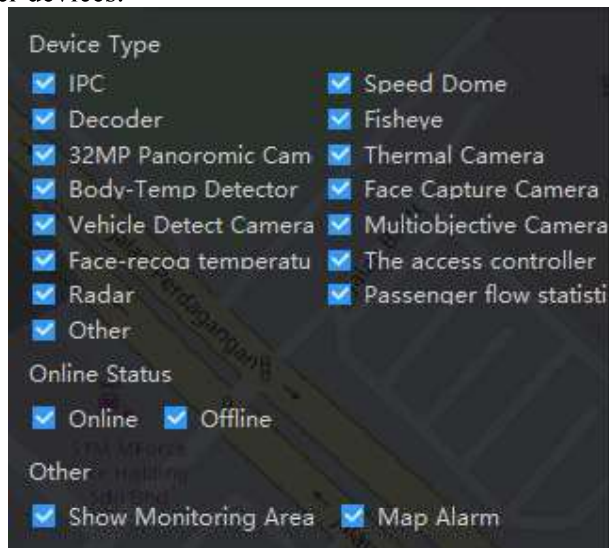 er devices.
Device Type
IPC Speed Dome
Decoder Fisheye
32MP Panoromic Cam Thermal Camera
Body-Temp Detector Face Capture Camera
Vehicle Detect Camera Multiobjective Camera
Face-recog temperatu The access controller
Radar Passenger flow statisti
Other
Online Status
Online Offline
Other
Show Monitoring Area Map Alarm